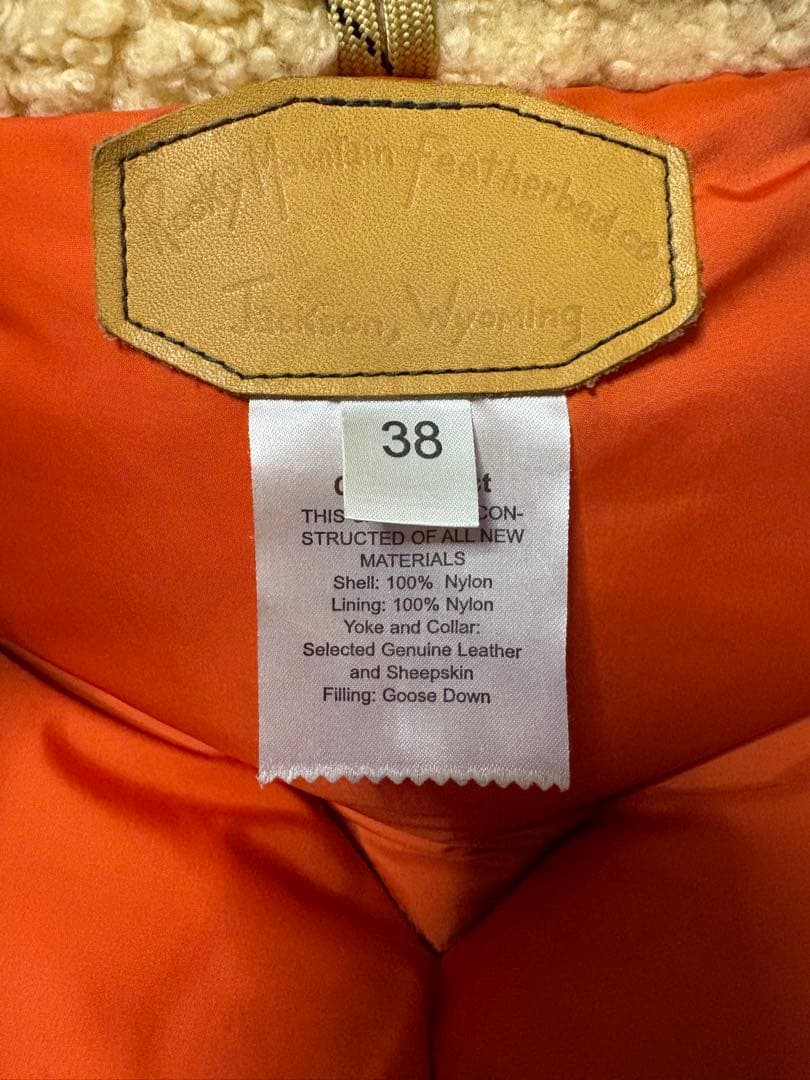 Rocky Mountain Featherbed.co
Jackson, Wyoming
38
THIS CON-
STRUCTED OF ALL NEW
MATERIALS
Shell: 100% Nylon
Lining: 100% Nylon
Yoke and Collar:
Selected Genuine Leather
and Sheepskin
Filling: Goose Down